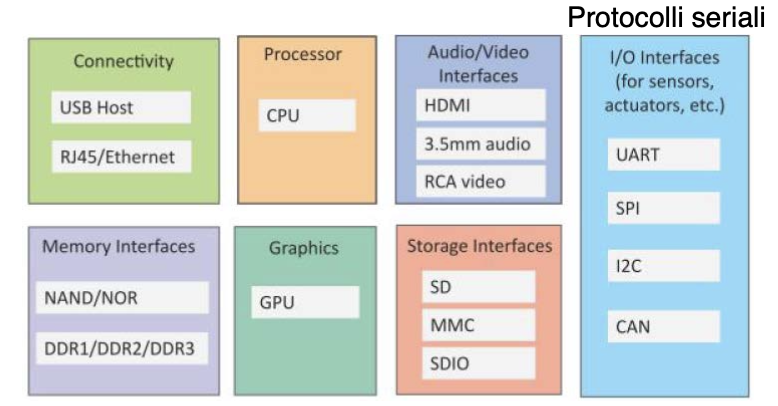 Protocolli seriali
Connectivity
USB Host
RJ45/Ethernet
Processor
CPU
Audio/Video
Interfaces
HDMI
3.5mm audio
RCA video
I/O Interfaces
(for sensors,
actuators, etc.)
UART
SPI
I2C
CAN
Memory Interfaces
NAND/NOR
DDR1/DDR2/DDR3
Graphics
GPU
Storage Interfaces
SD
MMC
SDIO